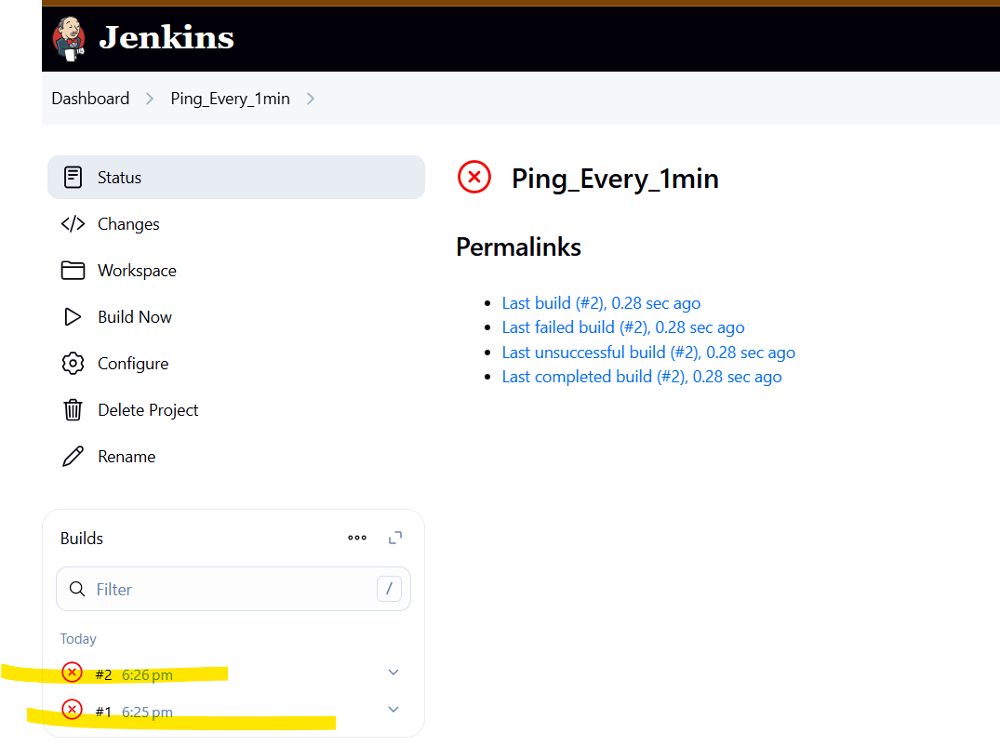 Jenkins
Dashboard
Ping_Every_1min
Status
Changes
Workspace
Build Now
Configure
Delete Project
Rename
Ping_Every_1min
Permalinks
Last build (#2), 0.28 sec ago
Last failed build (#2), 0.28 sec ago
Last unsuccessful build (#2), 0.28 sec ago
Last completed build (#2), 0.28 sec ago
Builds
Filter /
Today
#2 6:26 pm
#1 6:25 pm